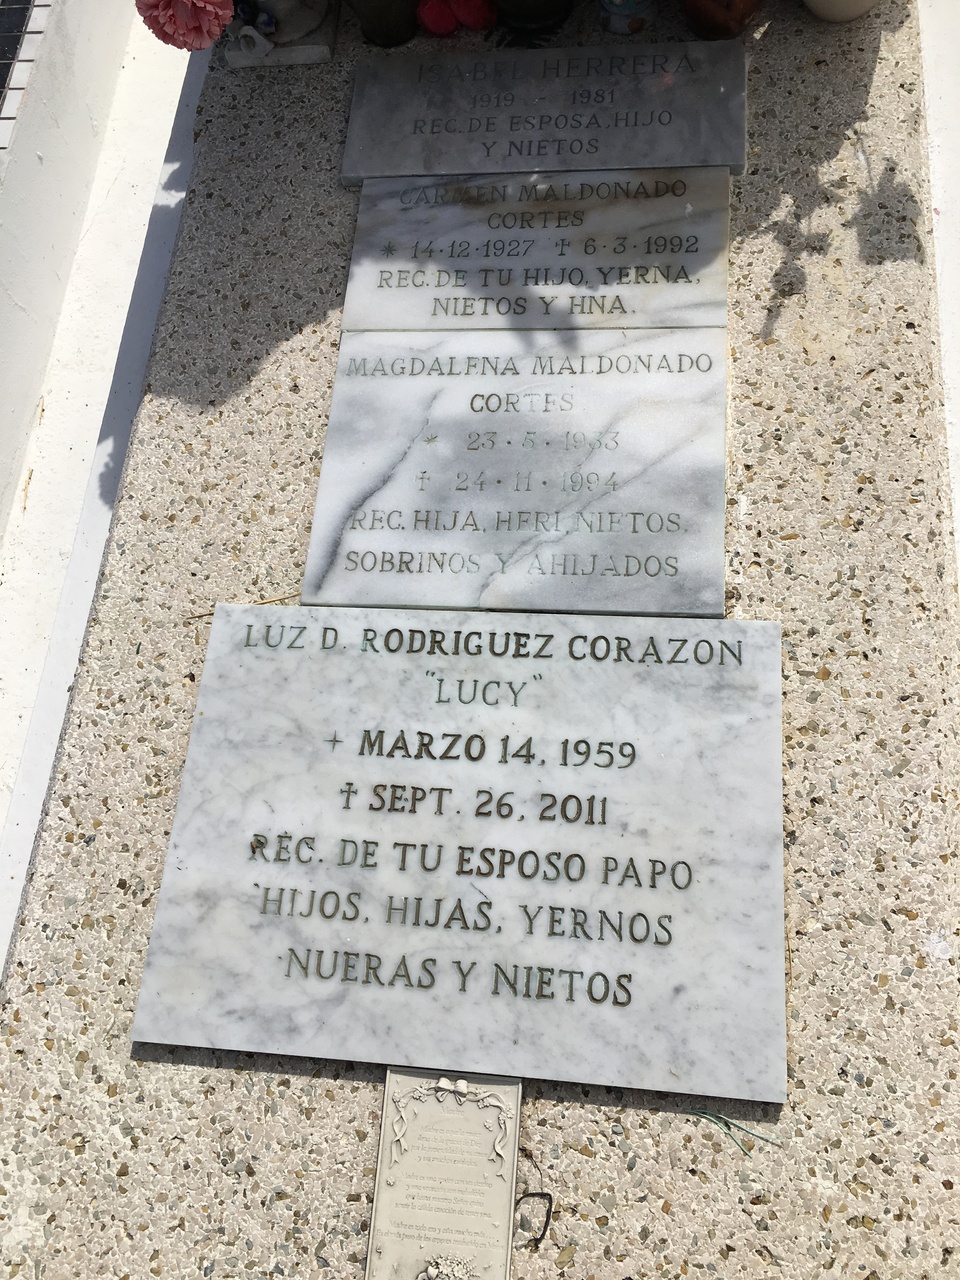 ISABEL HERRERA
1919 - 1981
REC. DE ESPOSA, HIJO
Y NIETOS
CARMEN MALDONADO
CORTES
* 14·12·1927 ✝ 6·3·1992
REC. DE TU HIJO, YERNA,
NIETOS Y HNA.
MAGDALENA MALDONADO
CORTES
* 23·5·1933
✝ 24·11·1994
REC. HIJA, HERI, NIETOS,
SOBRINOS Y AHIJADOS
LUZ D. RODRIGUEZ CORAZON
"LUCY"
+ MARZO 14, 1959
✝ SEPT. 26, 2011
REC. DE TU ESPOSO PAPO
HIJOS, HIJAS, YERNOS
NUERAS Y NIETOS